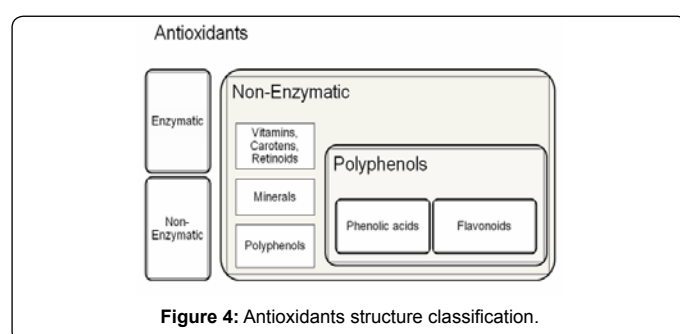 Antioxidants
Enzymatic
Non-
Enzymatic
Non-Enzymatic
Vitamins,
Carotens,
Retinoids
Minerals
Polyphenols
Polyphenols
Phenolic acids
Flavonoids
Figure 4: Antioxidants structure classification.